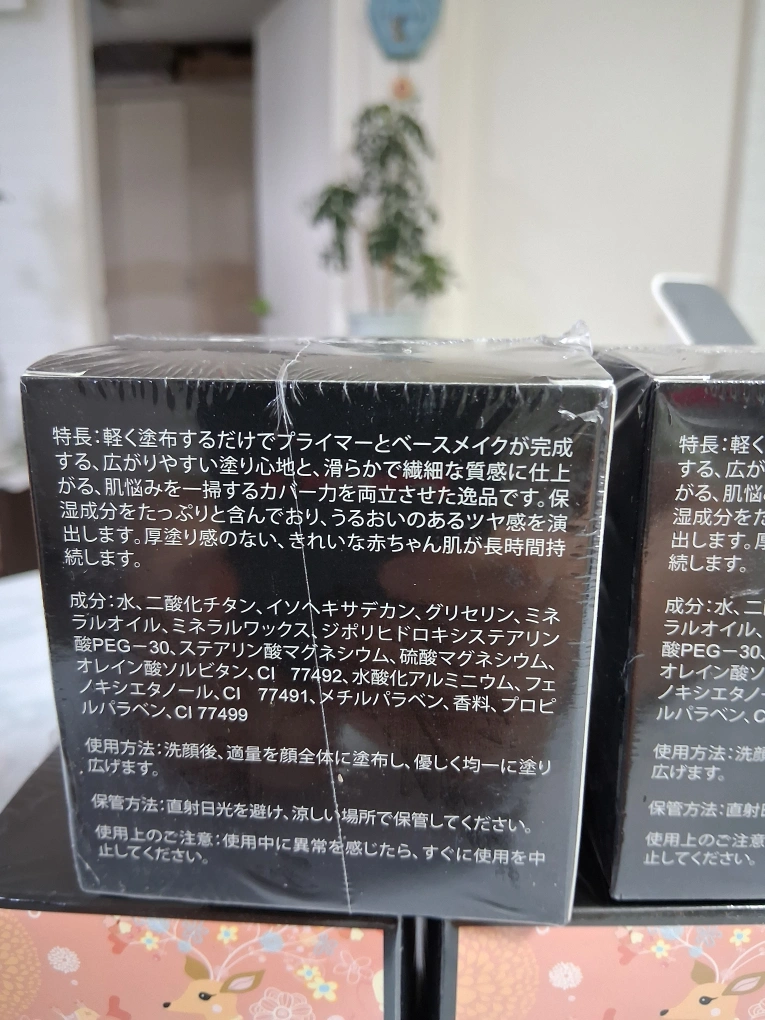 特長：軽く塗布するだけでプライマーとベースメイクが完成
する、広がりやすい塗り心地と、滑らかで繊細な質感に仕上
がる、肌悩みを一掃するカバー力を両立させた逸品です。保
湿成分をたっぷりと含んでおり、うるおいのあるツヤ感を演
出します。厚塗り感のない、きれいな赤ちゃん肌が長時間持
続します。
成分：水、二酸化チタン、イソヘキサデカン、グリセリン、ミネ
ラルオイル、ミネラルワックス、ジポリヒドロキシステアリン
酸PEG－30、ステアリン酸マグネシウム、硫酸マグネシウム、
オレイン酸ソルビタン、CI 77492、水酸化アルミニウム、フェ
ノキシエタノール、CI 77491、メチルパラベン、香料、プロピ
ルパラベン、CI 77499
使用方法：洗顔後、適量を顔全体に塗布し、優しく均一に塗り
広げます。
保管方法：直射日光を避け、涼しい場所で保管してください。
使用上のご注意：使用中に異常を感じたら、すぐに使用を中
止してください。
特長：軽く
する、広が
がる、肌悩
湿成分をた
出します。厚
続します。
成分：水、二
ラルオイル、
酸PEG－30、
オレイン酸ソ
ノキシエタノ
ルパラベン、C
使用方法：洗顔
広げます。
保管方法：直射
使用上のご注意
止してください。